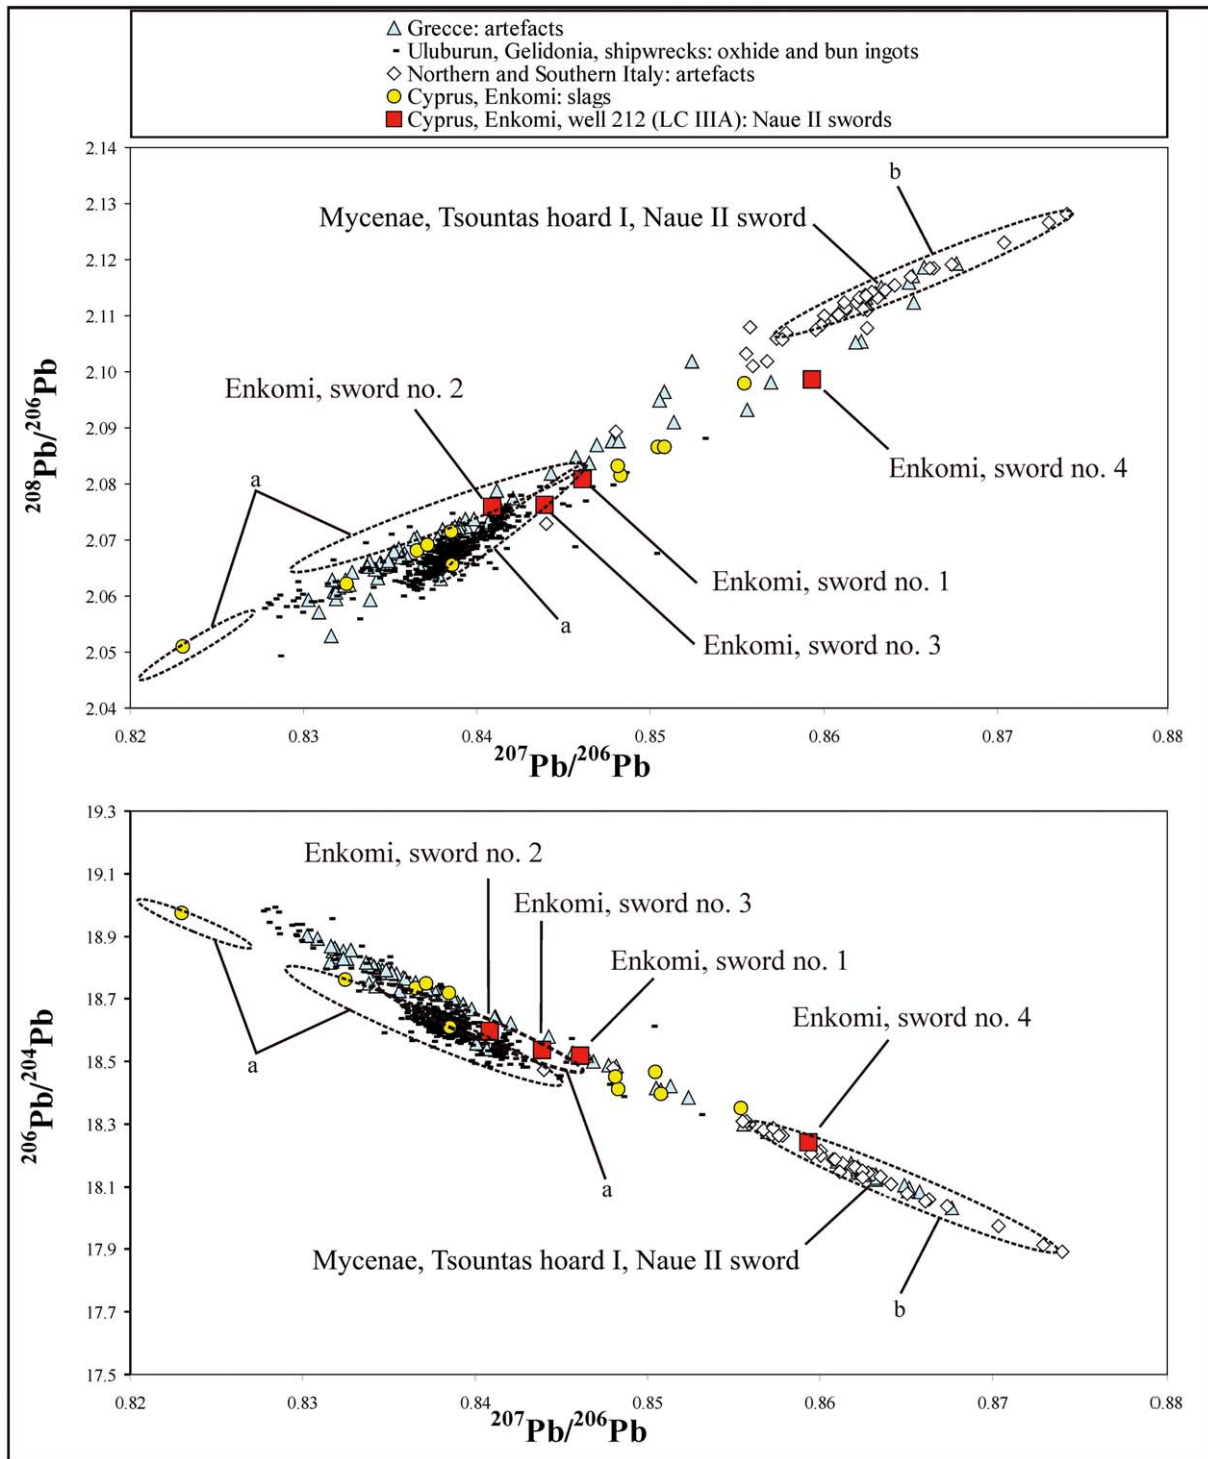 Grecce: artefacts
Uluburun, Gelidonia, shipwrecks: oxhide and bun ingots
Northern and Southern Italy: artefacts
Cyprus, Enkomi: slags
Cyprus, Enkomi, well 212 (LC IIIA): Naue II swords
2.14
2.13
2.12
2.11
2.10
2.09
2.08
2.07
2.06
2.05
2.04
²⁰⁸Pb/²⁰⁶Pb
b
Mycenae, Tsountas hoard I, Naue II sword
Enkomi, sword no. 2
Enkomi, sword no. 4
a
Enkomi, sword no. 1
a
Enkomi, sword no. 3
0.82 0.83 0.84 0.85 0.86 0.87 0.88
²⁰⁷Pb/²⁰⁶Pb
19.3
19.1
18.9
18.7
18.5
18.3
18.1
17.9
17.7
17.5
²⁰⁶Pb/²⁰⁴Pb
Enkomi, sword no. 2
Enkomi, sword no. 3
Enkomi, sword no. 1
Enkomi, sword no. 4
a
a
Mycenae, Tsountas hoard I, Naue II sword
b
0.82 0.83 0.84 0.85 0.86 0.87 0.88
²⁰⁷Pb/²⁰⁶Pb